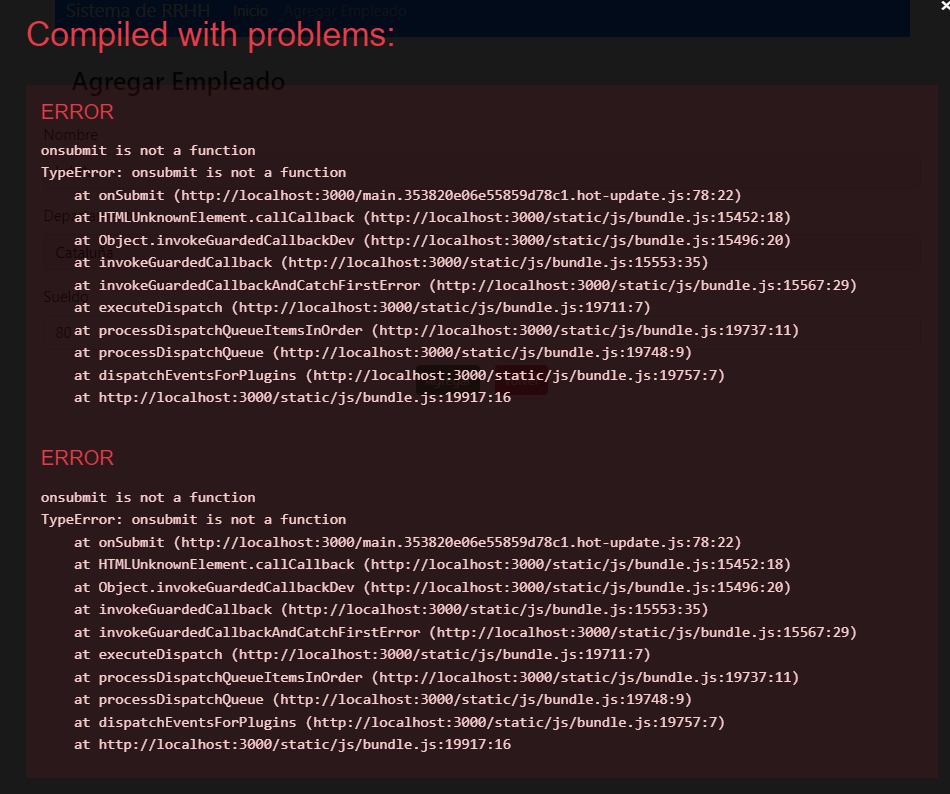 Sistema de RRHH Inicio Agregar Empleado
Compiled with problems:
Agregar Empleado
ERROR
Nombre
onsubmit is not a function
TypeError: onsubmit is not a function
at onSubmit (http://localhost:3000/main.353820e06e55859d78c1.hot-update.js:78:22)
at HTMLUnknownElement.callCallback (http://localhost:3000/static/js/bundle.js:15452:18)
at Object.invokeGuardedCallbackDev (http://localhost:3000/static/js/bundle.js:15496:20)
at invokeGuardedCallback (http://localhost:3000/static/js/bundle.js:15553:35)
at invokeGuardedCallbackAndCatchFirstError (http://localhost:3000/static/js/bundle.js:15567:29)
Sueldo
at executeDispatch (http://localhost:3000/static/js/bundle.js:19711:7)
at processDispatchQueueItemsInOrder (http://localhost:3000/static/js/bundle.js:19737:11)
at processDispatchQueue (http://localhost:3000/static/js/bundle.js:19748:9)
at dispatchEventsForPlugins (http://localhost:3000/static/js/bundle.js:19757:7)
at http://localhost:3000/static/js/bundle.js:19917:16
ERROR
onsubmit is not a function
TypeError: onsubmit is not a function
at onSubmit (http://localhost:3000/main.353820e06e55859d78c1.hot-update.js:78:22)
at HTMLUnknownElement.callCallback (http://localhost:3000/static/js/bundle.js:15452:18)
at Object.invokeGuardedCallbackDev (http://localhost:3000/static/js/bundle.js:15496:20)
at invokeGuardedCallback (http://localhost:3000/static/js/bundle.js:15553:35)
at invokeGuardedCallbackAndCatchFirstError (http://localhost:3000/static/js/bundle.js:15567:29)
at executeDispatch (http://localhost:3000/static/js/bundle.js:19711:7)
at processDispatchQueueItemsInOrder (http://localhost:3000/static/js/bundle.js:19737:11)
at processDispatchQueue (http://localhost:3000/static/js/bundle.js:19748:9)
at dispatchEventsForPlugins (http://localhost:3000/static/js/bundle.js:19757:7)
at http://localhost:3000/static/js/bundle.js:19917:16